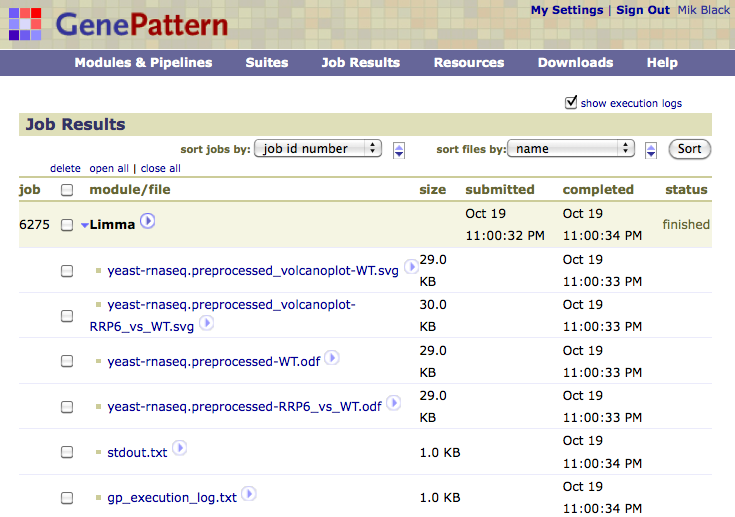 My Settings | Sign Out Mik Black
GenePattern
Modules & Pipelines Suites Job Results Resources Downloads Help
show execution logs
Job Results
sort jobs by: job id number sort files by: name Sort
delete open all | close all
job module/file size submitted completed status
6275 Limma Oct 19 11:00:32 PM Oct 19 11:00:34 PM finished
yeast-rnaseq.preprocessed_volcanoplot-WT.svg 29.0 KB Oct 19 11:00:33 PM
yeast-rnaseq.preprocessed_volcanoplot-RRP6_vs_WT.svg 30.0 KB Oct 19 11:00:33 PM
yeast-rnaseq.preprocessed-WT.odf 29.0 KB Oct 19 11:00:33 PM
yeast-rnaseq.preprocessed-RRP6_vs_WT.odf 29.0 KB Oct 19 11:00:33 PM
stdout.txt 1.0 KB Oct 19 11:00:34 PM
gp_execution_log.txt 1.0 KB Oct 19 11:00:34 PM